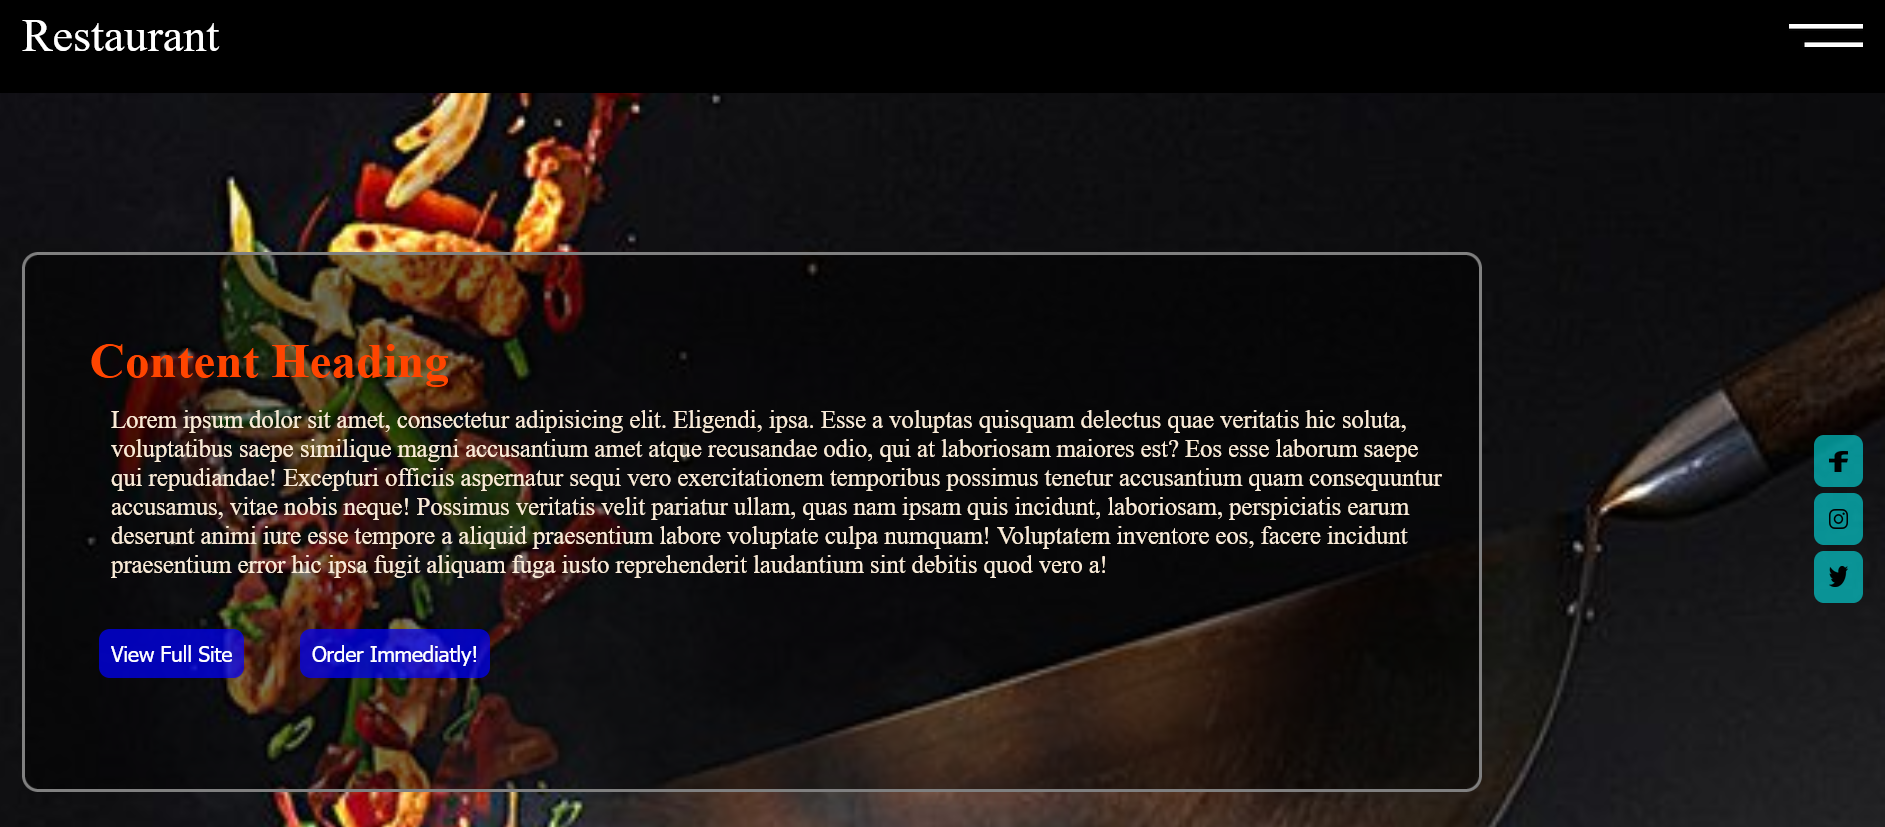 Restaurant
Content Heading
Lorem ipsum dolor sit amet, consectetur adipisicing elit. Eligendi, ipsa. Esse a voluptas quisquam delectus quae veritatis hic soluta,
voluptatibus saepe similique magni accusantium amet atque recusandae odio, qui at laboriosam maiores est? Eos esse laborum saepe
qui repudiandae! Excepturi officiis aspernatur sequi vero exercitationem temporibus possimus tenetur accusantium quam consequuntur
accusamus, vitae nobis neque! Possimus veritatis velit pariatur ullam, quas nam ipsam quis incidunt, laboriosam, perspiciatis earum
deserunt animi iure esse tempore a aliquid praesentium labore voluptate culpa numquam! Voluptatem inventore eos, facere incidunt
praesentium error hic ipsa fugit aliquam fuga iusto reprehenderit laudantium sint debitis quod vero a!
View Full Site
Order Immediatly!